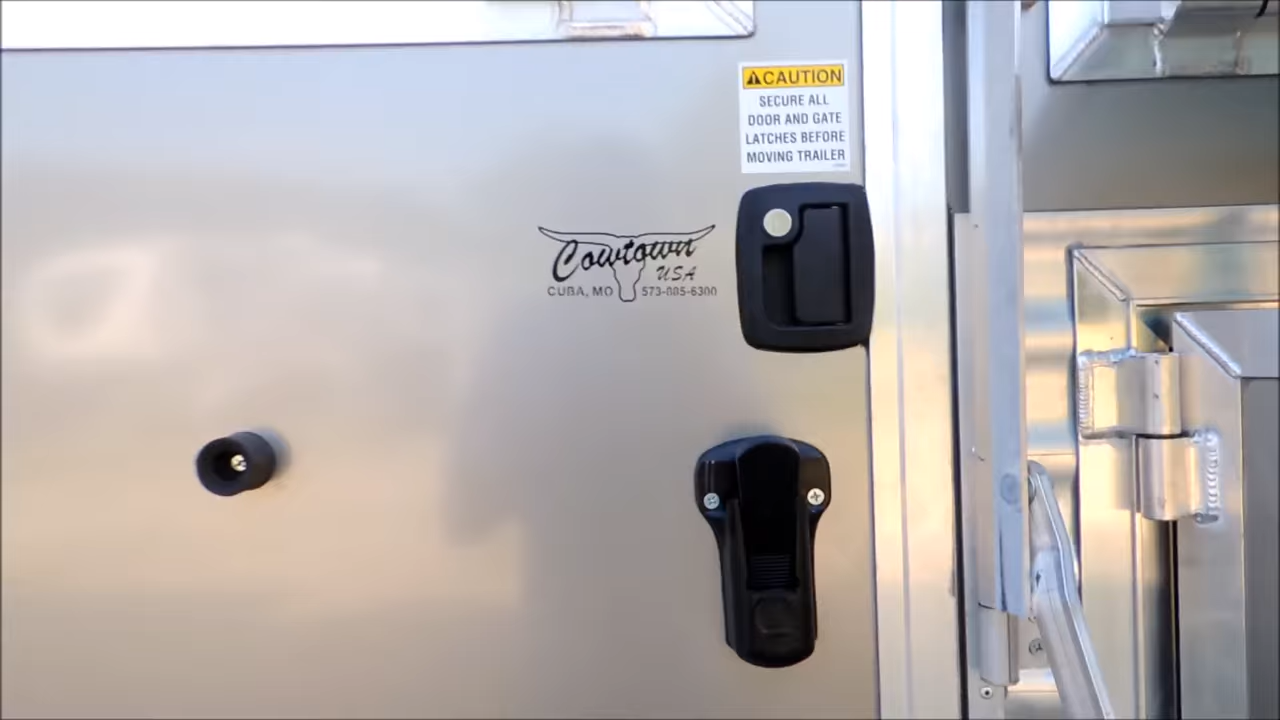 CAUTION
SECURE ALL
DOOR AND GATE
LATCHES BEFORE
MOVING TRAILER
Cowtown
USA
CUBA, MO 573-885-6300